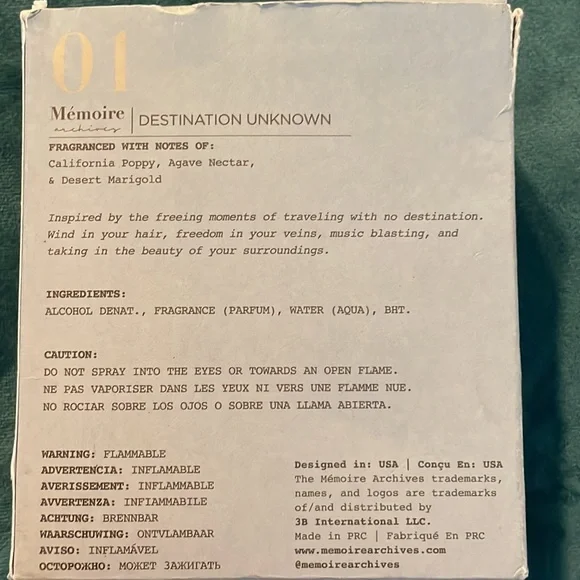 01
Mémoire
archives
DESTINATION UNKNOWN
FRAGRANCED WITH NOTES OF:
California Poppy, Agave Nectar,
& Desert Marigold
Inspired by the freeing moments of traveling with no destination.
Wind in your hair, freedom in your veins, music blasting, and
taking in the beauty of your surroundings.
INGREDIENTS:
ALCOHOL DENAT., FRAGRANCE (PARFUM), WATER (AQUA), BHT.
CAUTION:
DO NOT SPRAY INTO THE EYES OR TOWARDS AN OPEN FLAME.
NE PAS VAPORISER DANS LES YEUX NI VERS UNE FLAMME NUE.
NO ROCIAR SOBRE LOS OJOS O SOBRE UNA LLAMA ABIERTA.
WARNING: FLAMMABLE
ADVERTENCIA: INFLAMABLE
AVERISSEMENT: INFLAMMABLE
AVVERTENZA: INFIAMMABILE
ACHTUNG: BRENNBAR
WAARSCHUWING: ONTVLAMBAAR
AVISO: INFLAMÁVEL
ОСТОРОЖНО: МОЖЕТ ЗАЖИГАТЬ
Designed in: USA | Conçu En: USA
The Mémoire Archives trademarks,
names, and logos are trademarks
of/and distributed by
3B International LLC.
Made in PRC | Fabriqué En PRC
www.memoirearchives.com
@memoirearchives